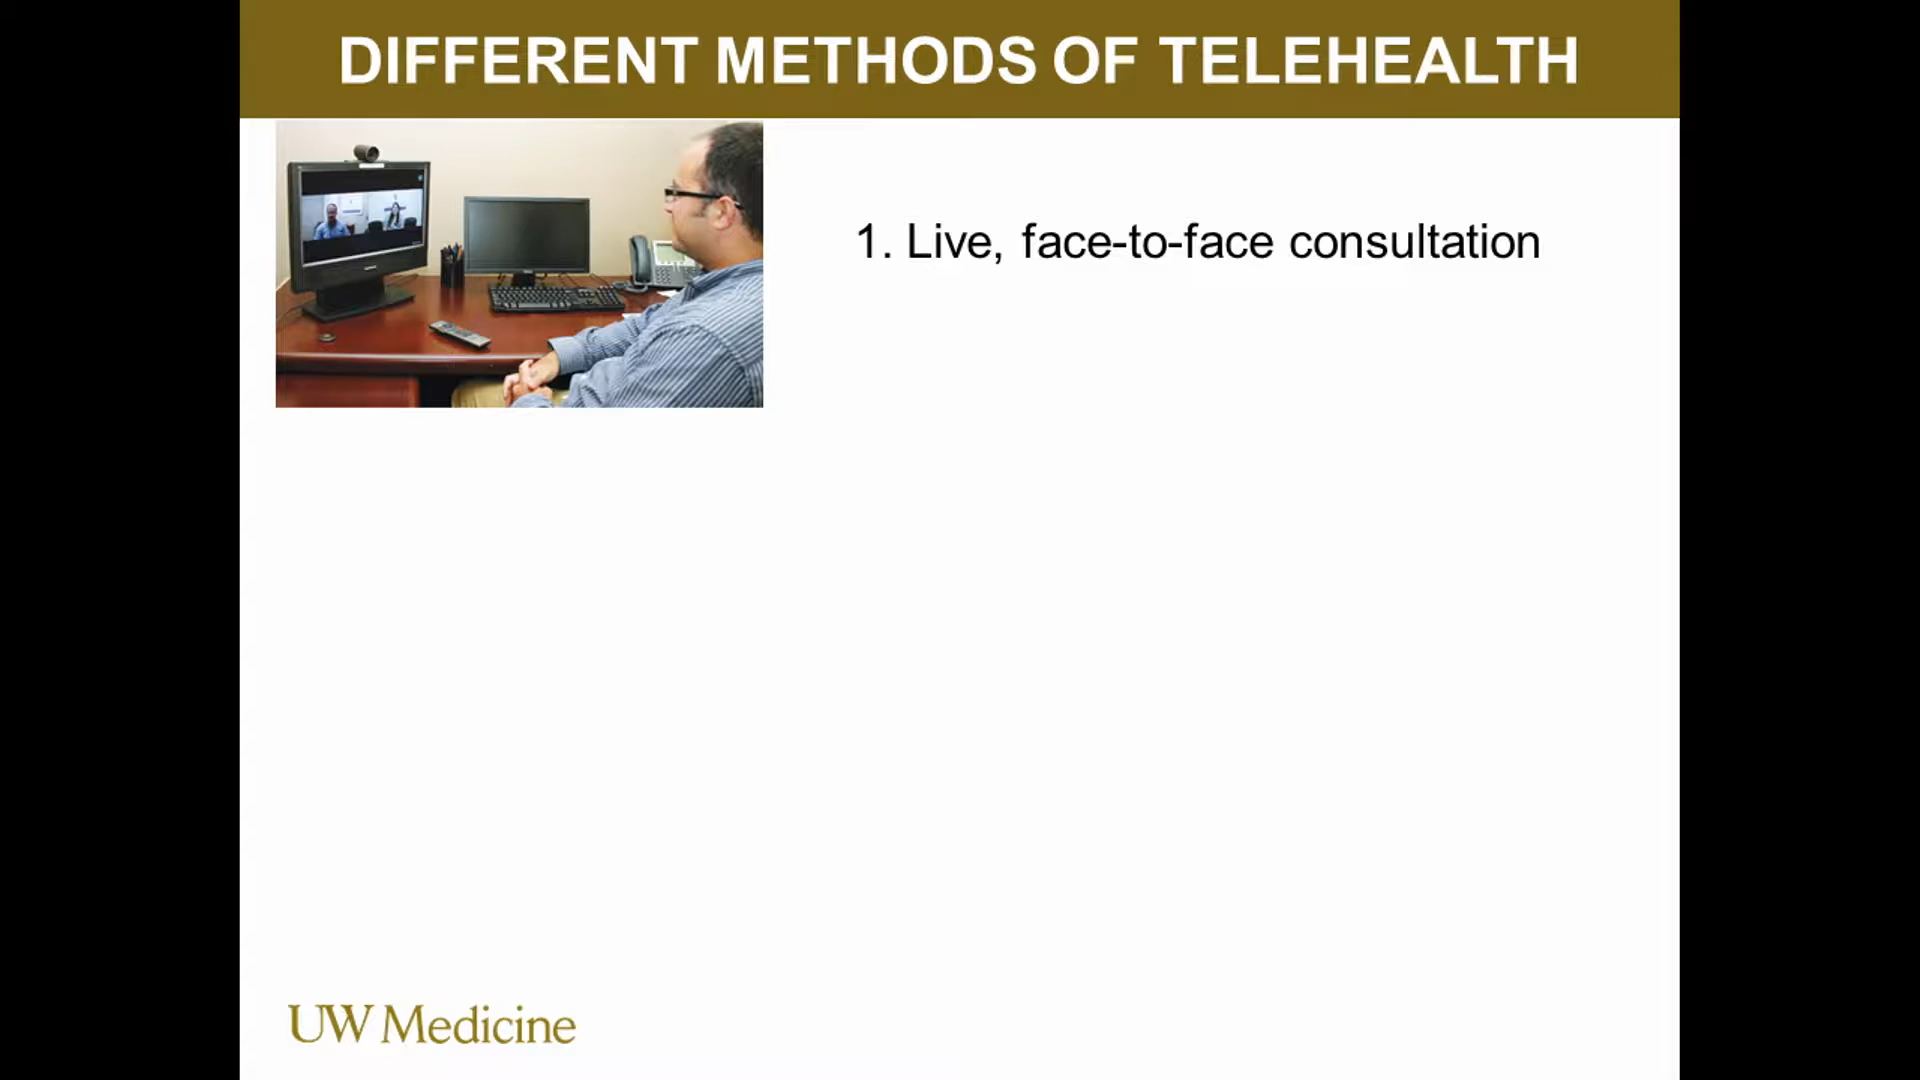 DIFFERENT METHODS OF TELEHEALTH
1. Live, face-to-face consultation
UW Medicine